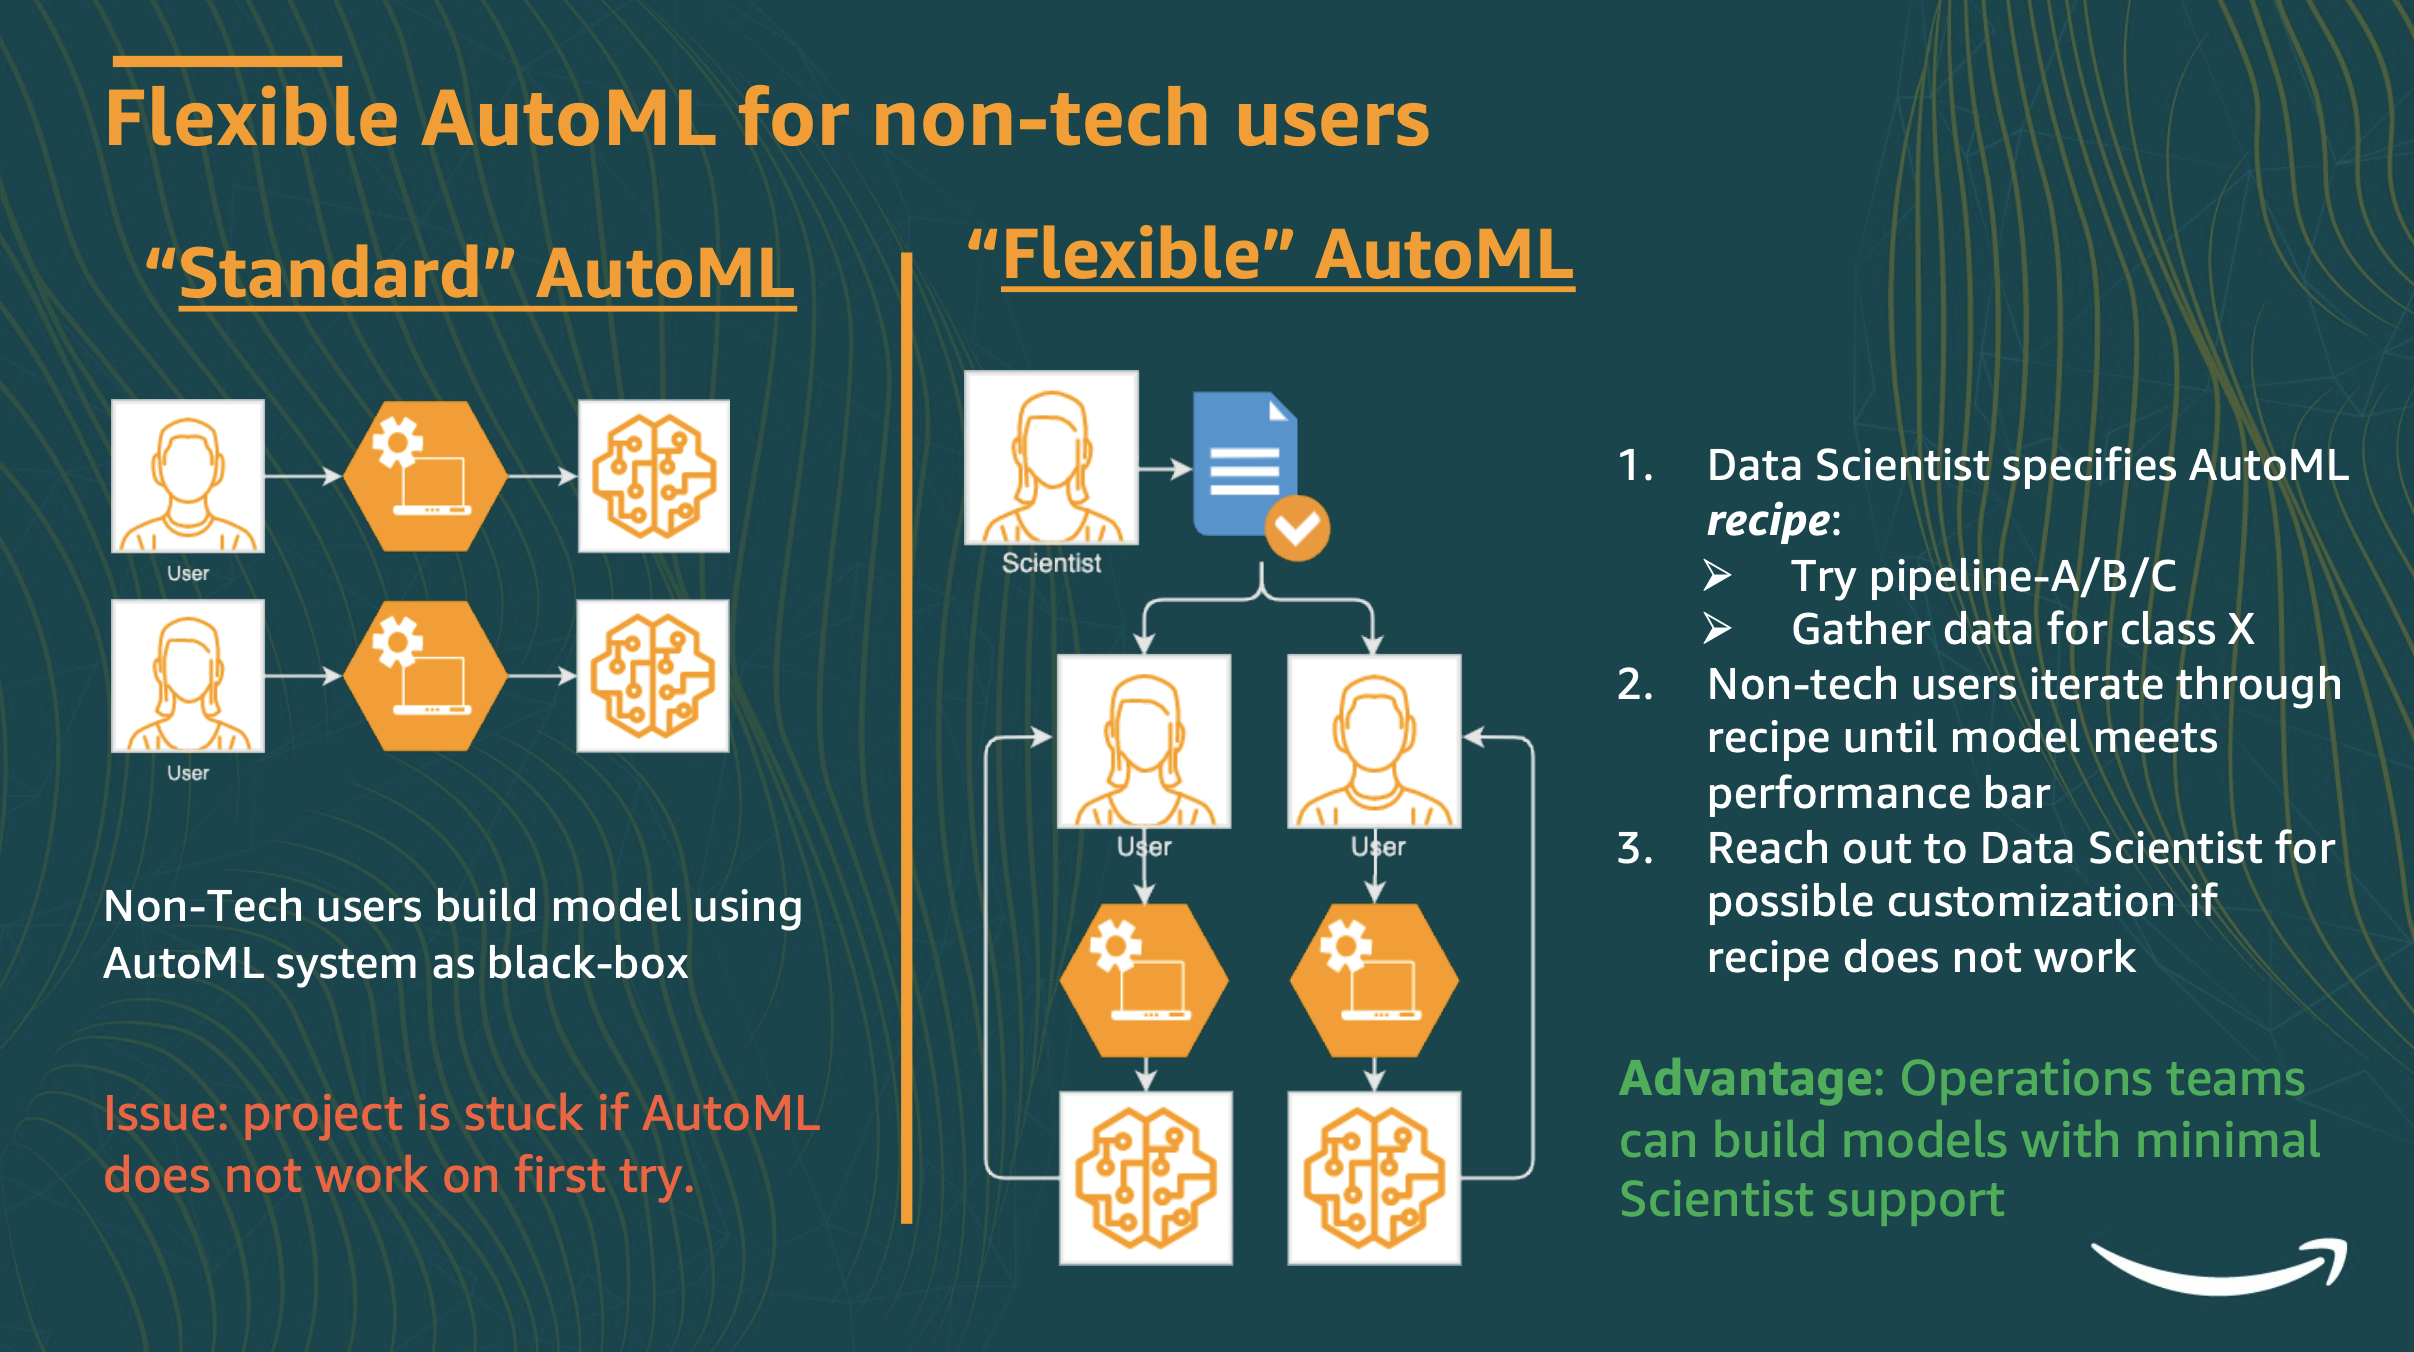 Flexible AutoML for non-tech users
“Standard” AutoML
User
User
Non-Tech users build model using
AutoML system as black-box
Issue: project is stuck if AutoML
does not work on first try.
“Flexible” AutoML
Scientist
User
User
1. Data Scientist specifies AutoML
recipe:
➢ Try pipeline-A/B/C
➢ Gather data for class X
2. Non-tech users iterate through
recipe until model meets
performance bar
3. Reach out to Data Scientist for
possible customization if
recipe does not work
Advantage: Operations teams
can build models with minimal
Scientist support